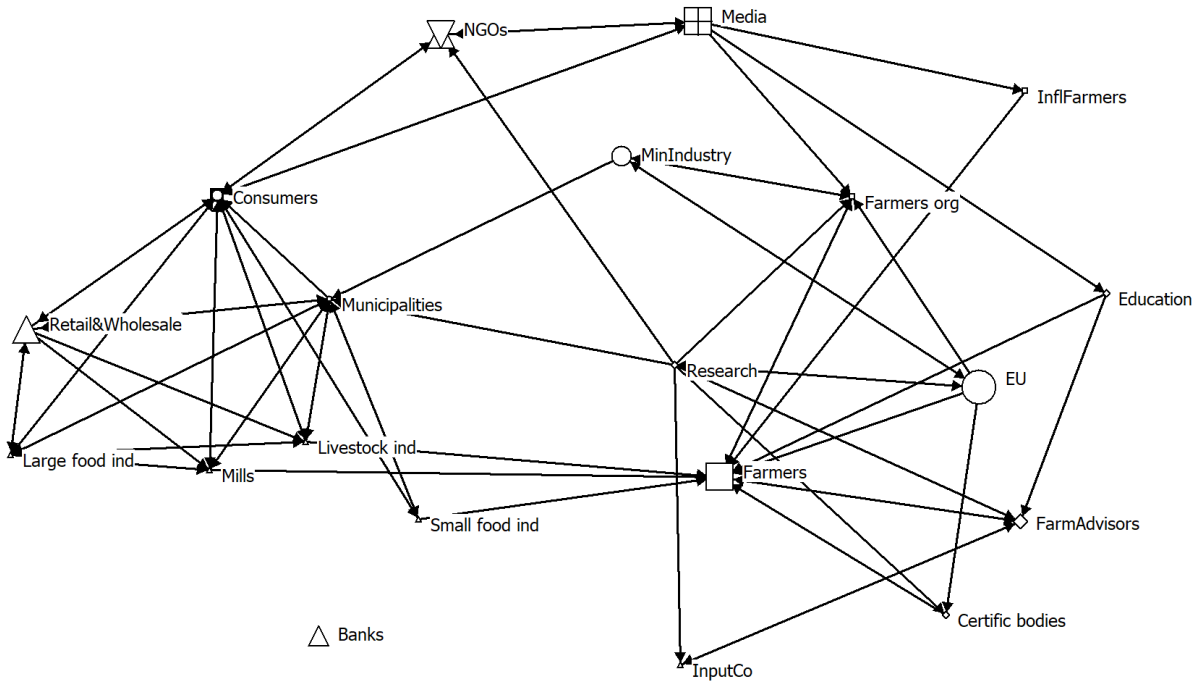 Media
NGOs
InflFarmers
MinIndustry
Consumers
Farmers org
Education
Municipalities
Retail&Wholesale
Research
EU
Livestock ind
Large food ind
Mills
Farmers
Small food ind
FarmAdvisors
Certific bodies
Banks
InputCo